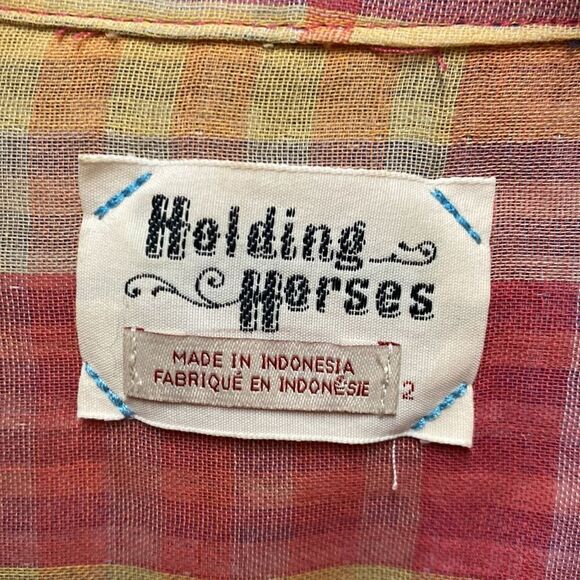 Holding
Horses
MADE IN INDONESIA
FABRIQUÉ EN INDONÉSIE
2